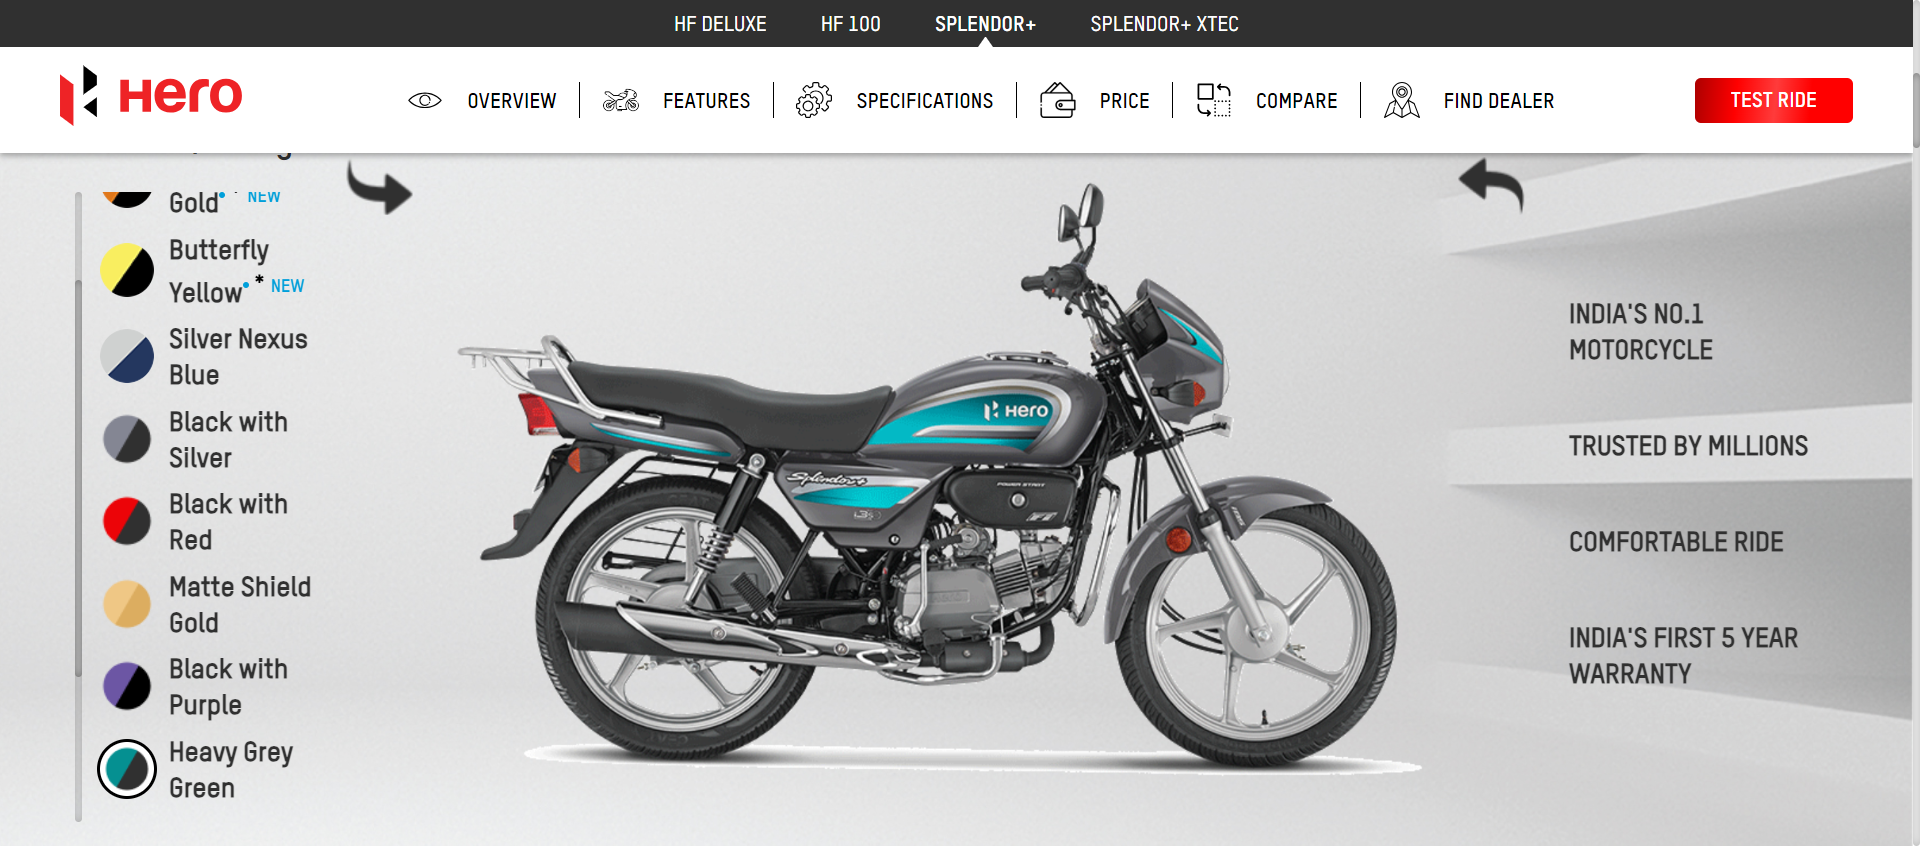 HF DELUXE
HF 100
SPLENDOR+
SPLENDOR+ XTEC
Hero
OVERVIEW
FEATURES
SPECIFICATIONS
PRICE
COMPARE
FIND DEALER
TEST RIDE
Gold• NEW
Butterfly
Yellow• * NEW
Silver Nexus
Blue
Black with
Silver
Black with
Red
Matte Shield
Gold
Black with
Purple
Heavy Grey
Green
Hero
Splendor+
POWER START
INDIA'S NO.1
MOTORCYCLE
TRUSTED BY MILLIONS
COMFORTABLE RIDE
INDIA'S FIRST 5 YEAR
WARRANTY